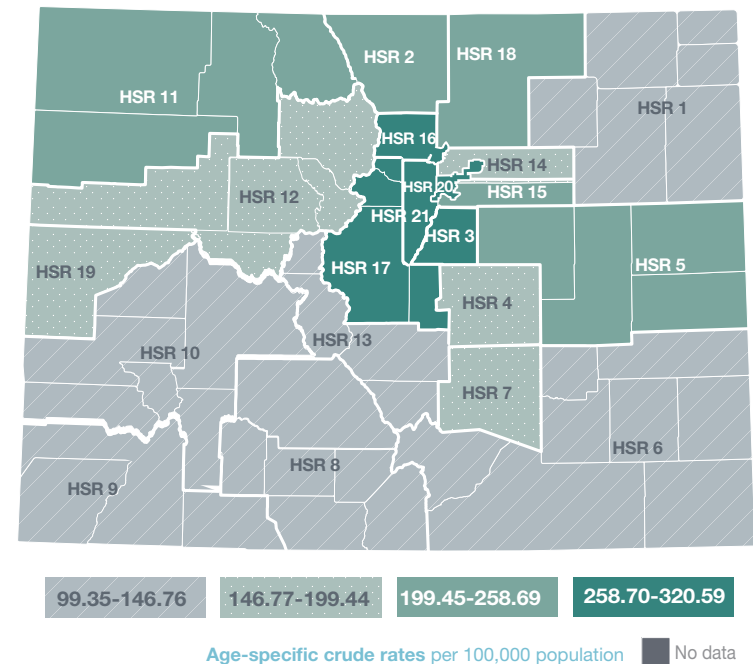 HSR 2
HSR 18
HSR 11
HSR 1
HSR 16
HSR 14
HSR 12
HSR 20
HSR 15
HSR 21
HSR 3
HSR 19
HSR 17
HSR 5
HSR 4
HSR 10
HSR 13
HSR 7
HSR 6
HSR 8
HSR 9
99.35-146.76 146.77-199.44 199.45-258.69 258.70-320.59
Age-specific crude rates per 100,000 population No data